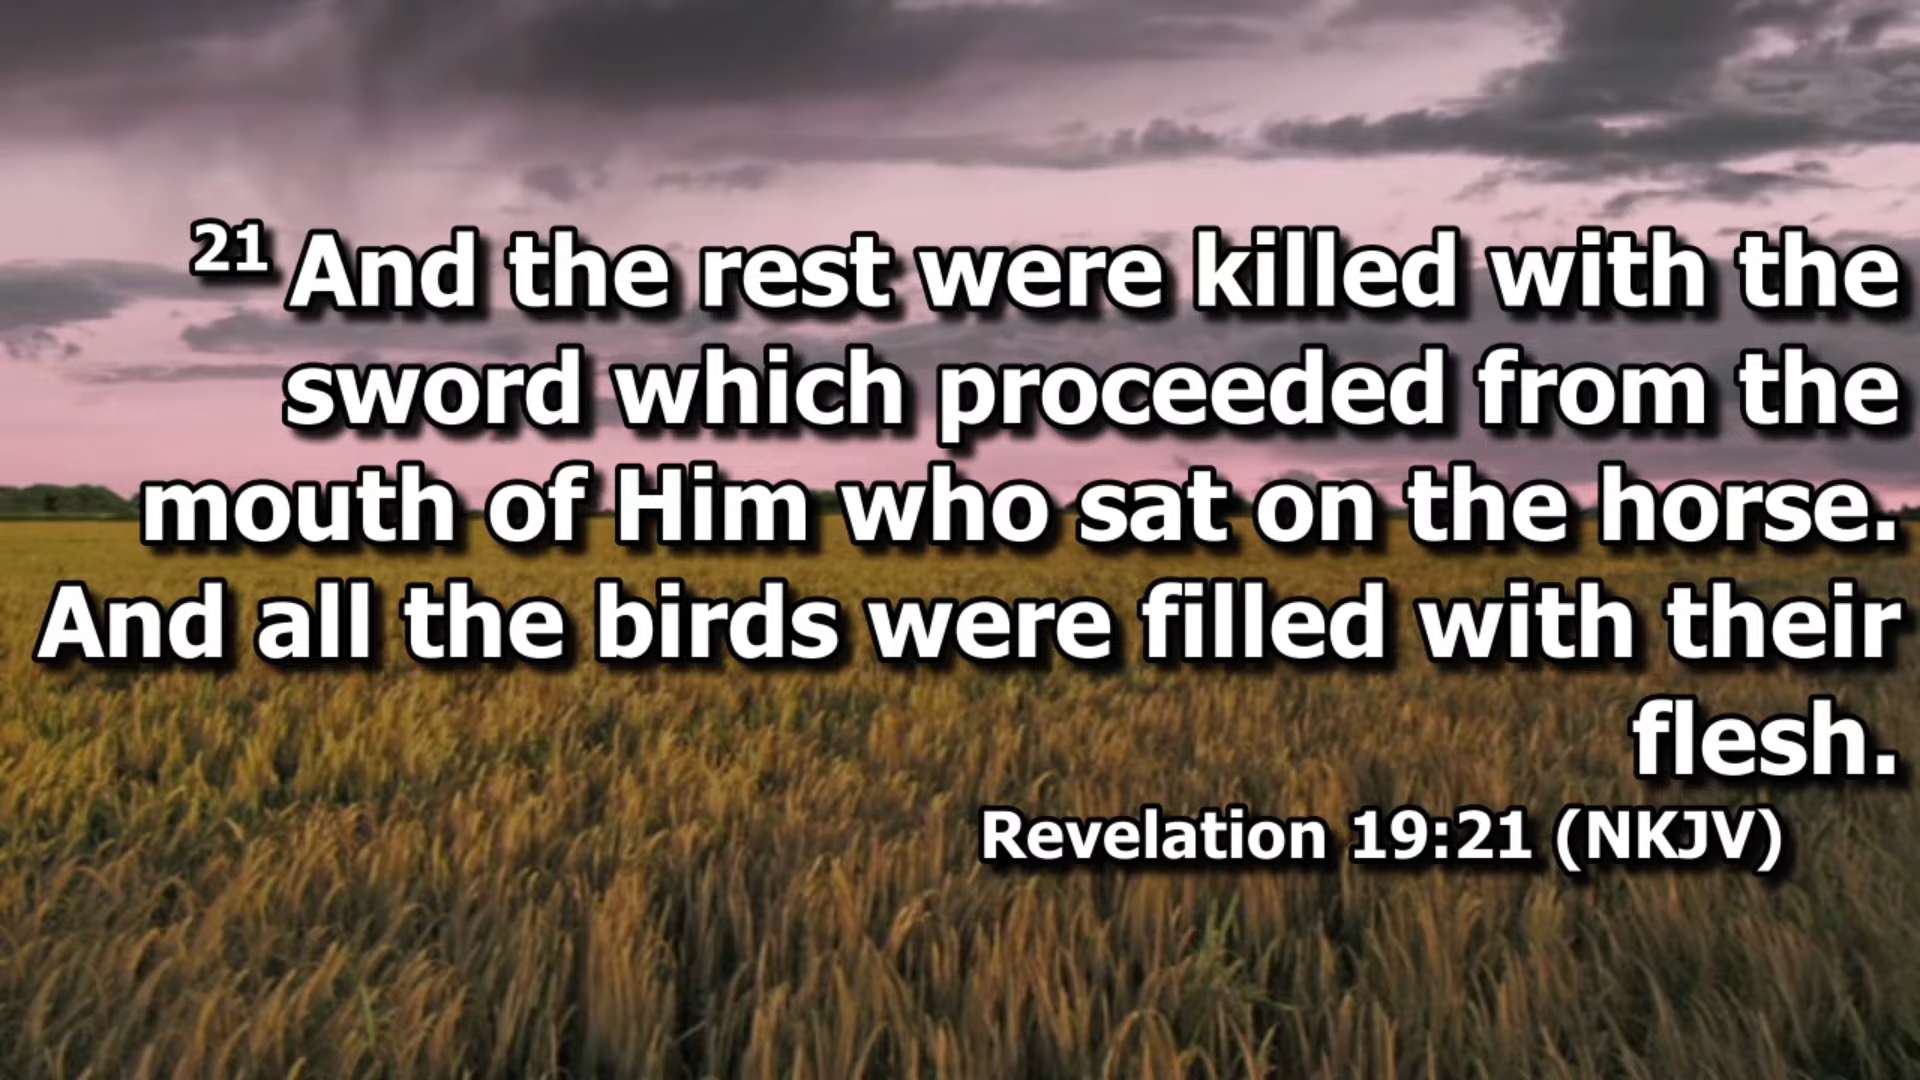 21 And the rest were killed with the
sword which proceeded from the
mouth of Him who sat on the horse.
And all the birds were filled with their
flesh.
Revelation 19:21 (NKJV)